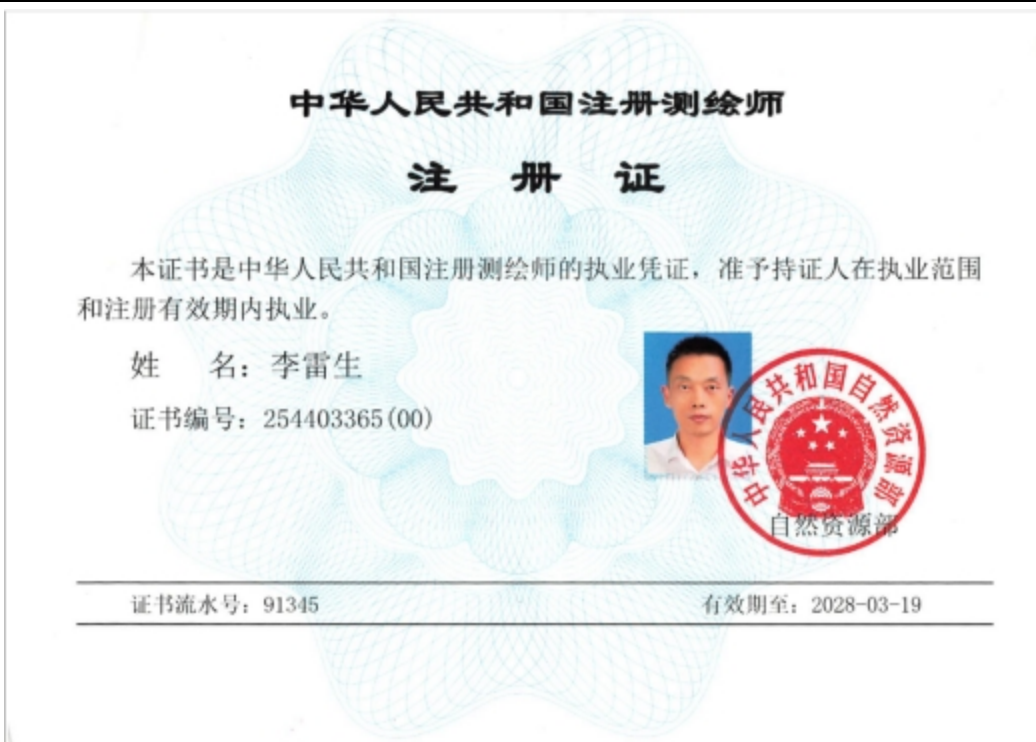 中华人民共和国注册测绘师
注 册 证
本证书是中华人民共和国注册测绘师的执业凭证，准予持证人在执业范围
和注册有效期内执业。
姓 名：李雷生
证书编号：254403365(00)
中华人民共和国自然资源部
自然资源部
证书流水号：91345
有效期至：2028-03-19